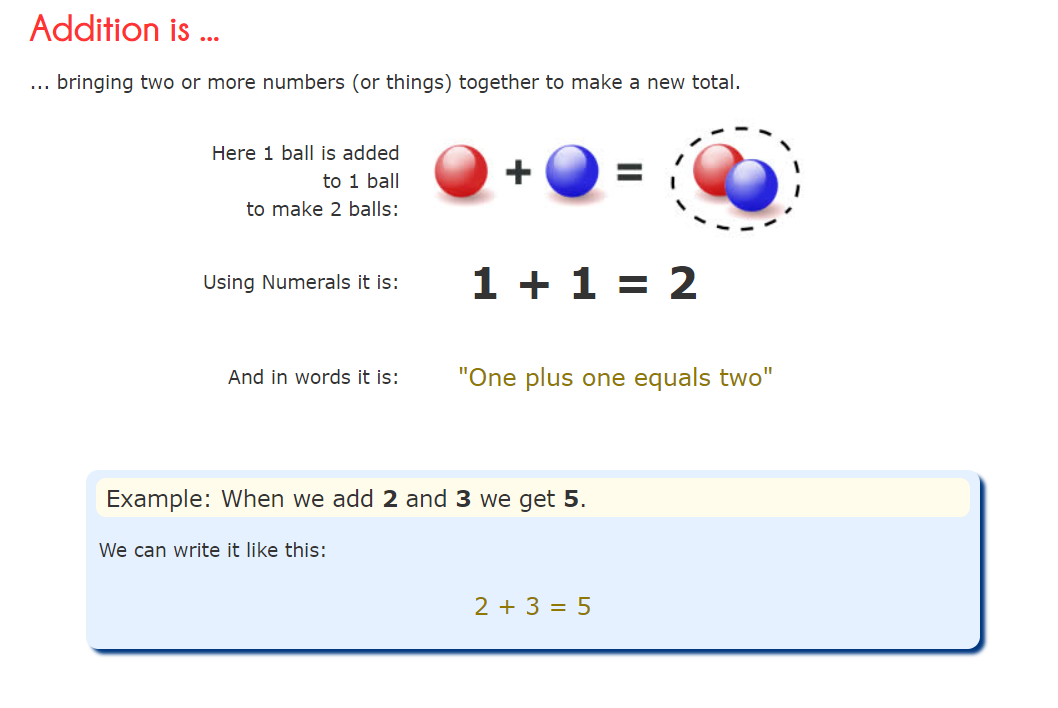 Addition is ...
... bringing two or more numbers (or things) together to make a new total.
Here 1 ball is added
to 1 ball
to make 2 balls:
+ =
Using Numerals it is:
1 + 1 = 2
And in words it is:
"One plus one equals two"
Example: When we add 2 and 3 we get 5.
We can write it like this:
2 + 3 = 5